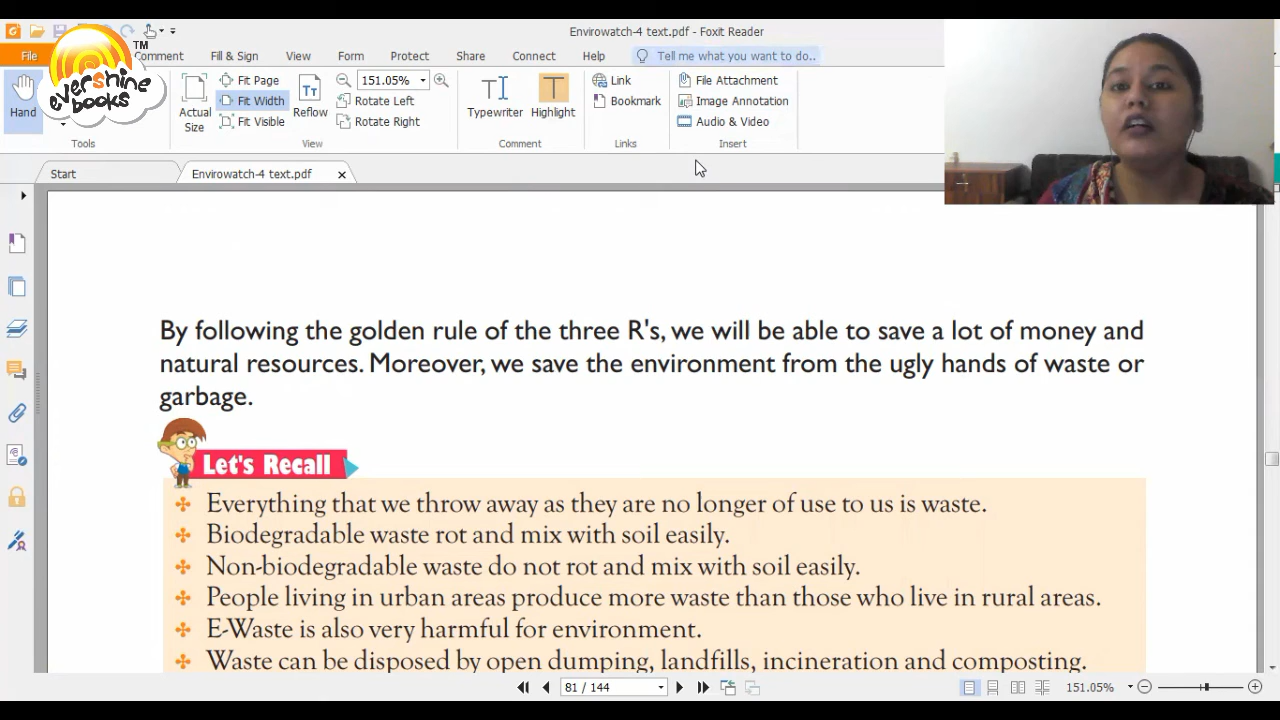 Envirowatch-4 text.pdf - Foxit Reader
File
Comment
Fill & Sign
View
Form
Protect
Share
Connect
Help
Tell me what you want to do..
TM
evershine
books
Hand
Actual
Size
Fit Page
Fit Width
Fit Visible
Reflow
151.05%
Rotate Left
Rotate Right
Typewriter
Highlight
Link
Bookmark
File Attachment
Image Annotation
Audio & Video
Tools
View
Comment
Links
Insert
Start
Envirowatch-4 text.pdf
By following the golden rule of the three R's, we will be able to save a lot of money and
natural resources. Moreover, we save the environment from the ugly hands of waste or
garbage.
Let's Recall
Everything that we throw away as they are no longer of use to us is waste.
Biodegradable waste rot and mix with soil easily.
Non-biodegradable waste do not rot and mix with soil easily.
People living in urban areas produce more waste than those who live in rural areas.
E-Waste is also very harmful for environment.
Waste can be disposed by open dumping, landfills, incineration and composting.
81 / 144
151.05%